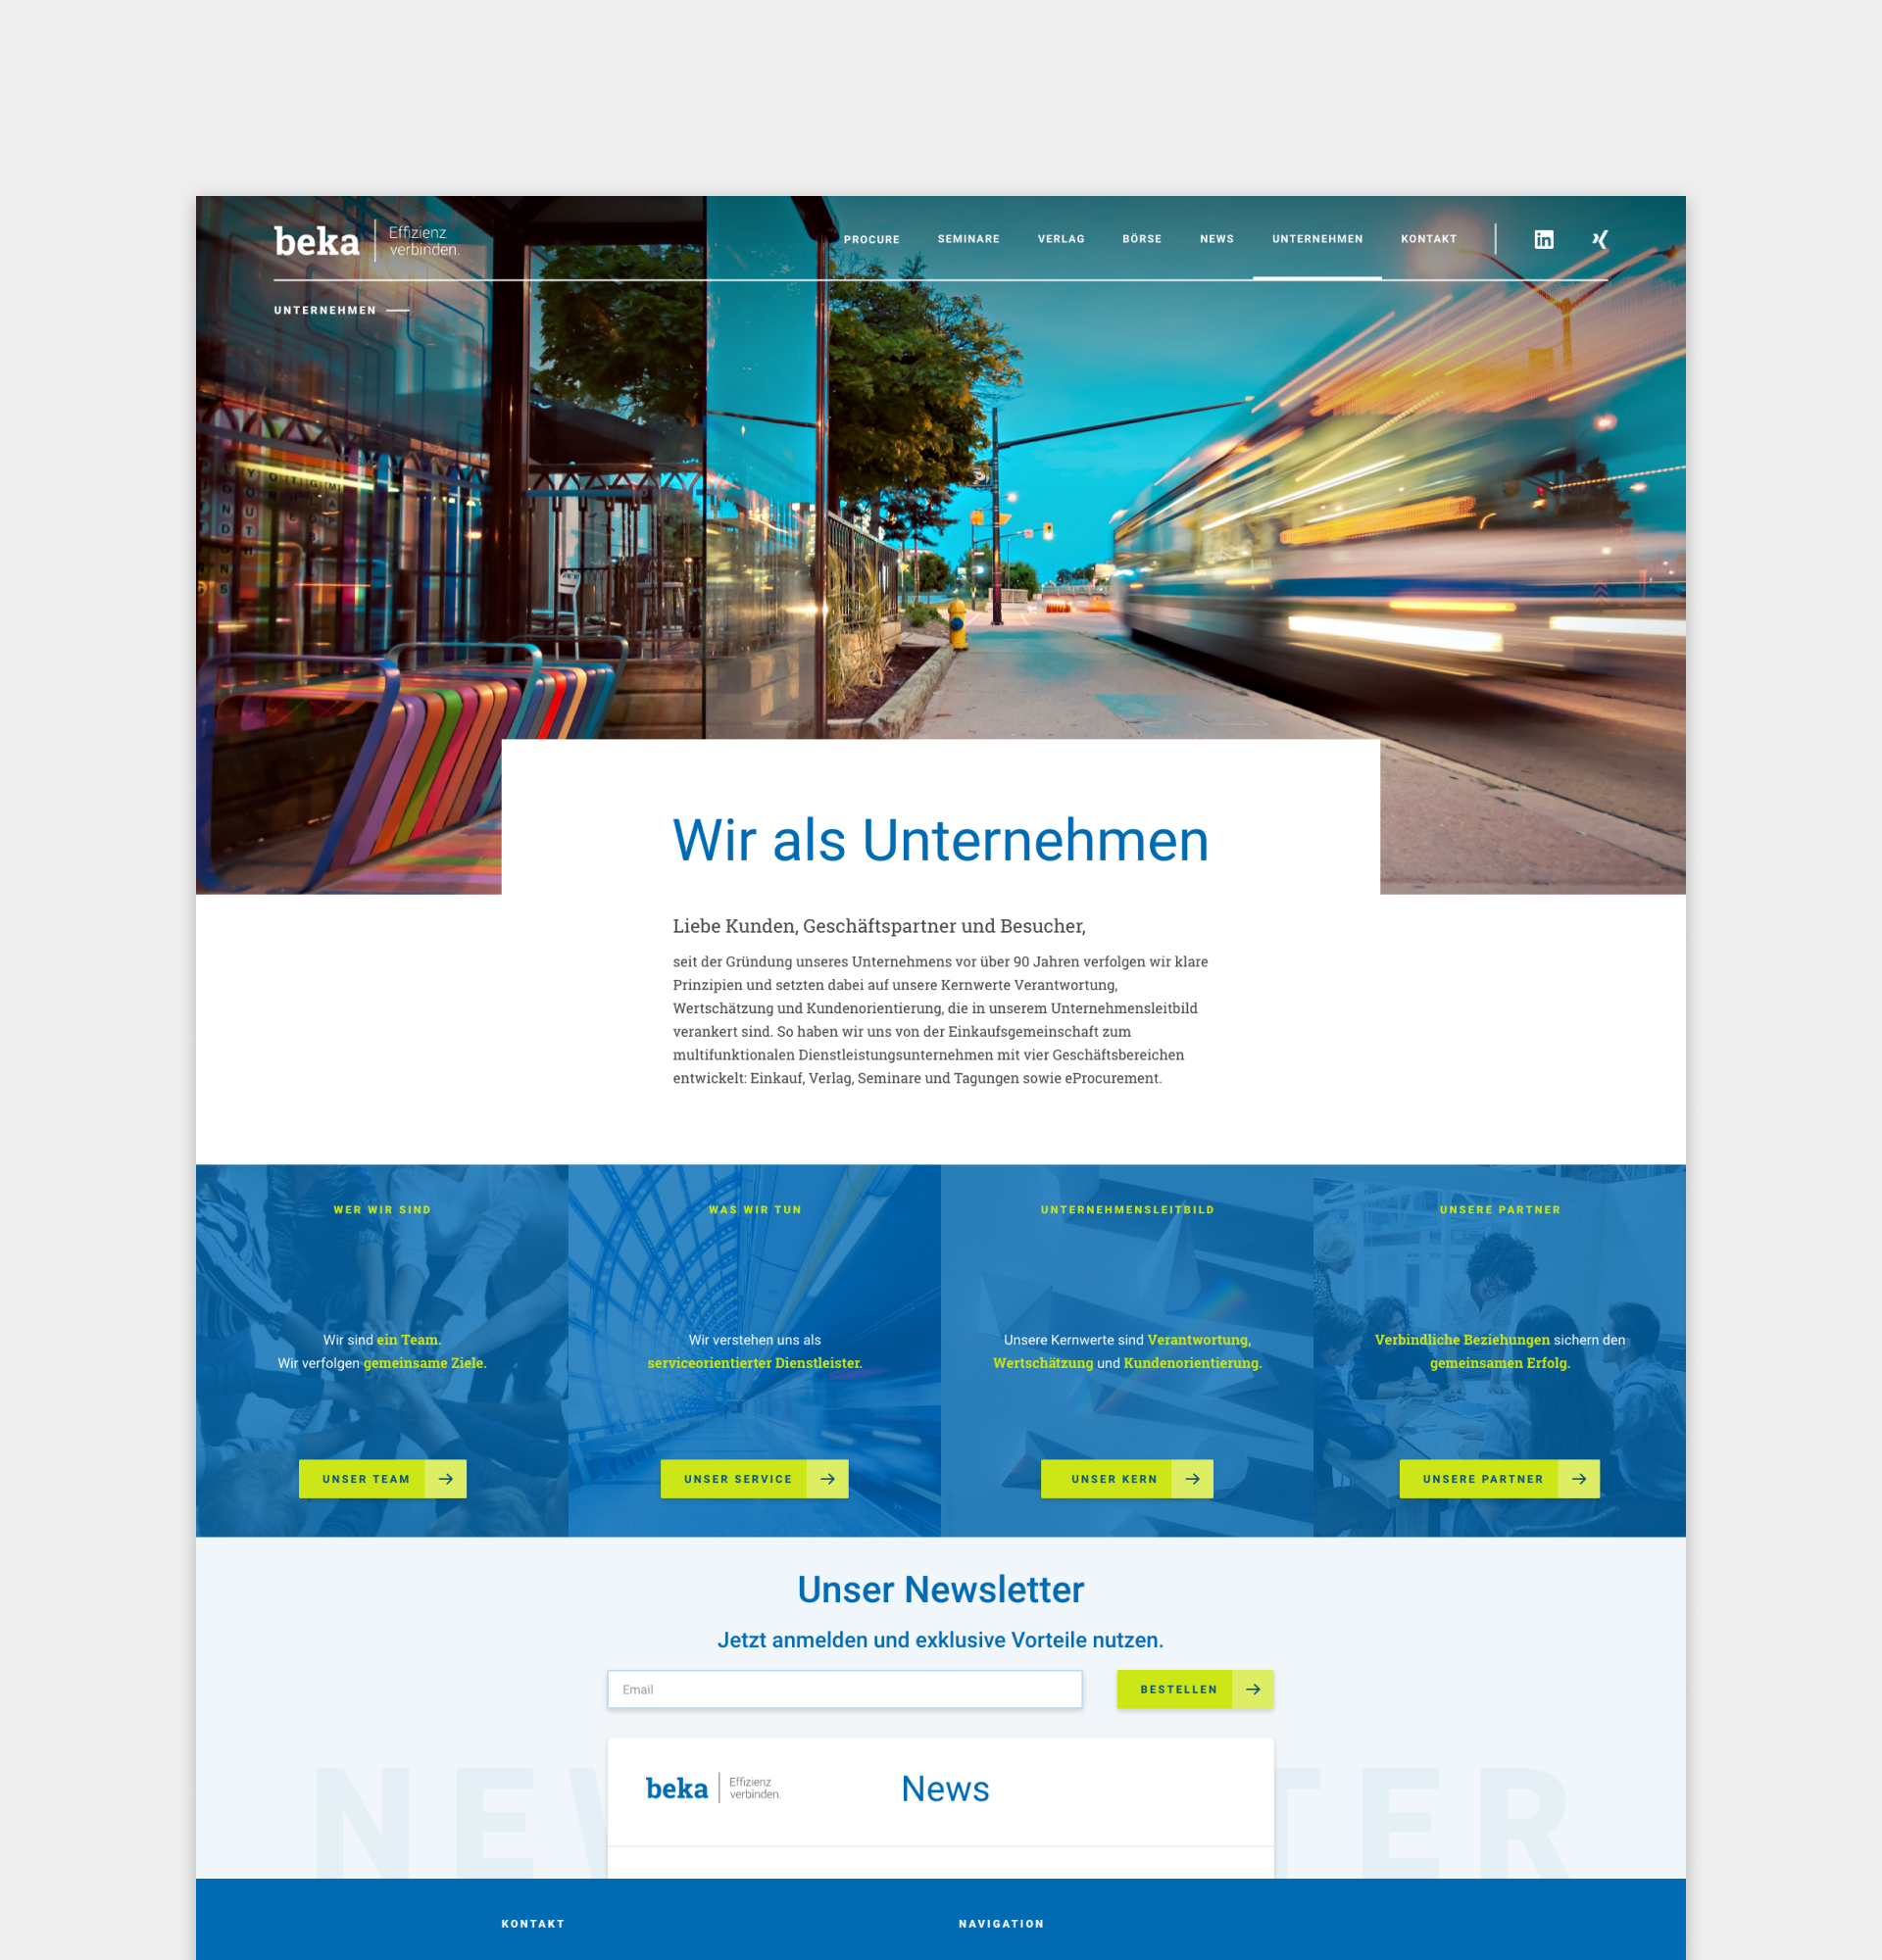 beka
Effizienz
verbinden.
PROCURE SEMINARE VERLAG BÖRSE NEWS UNTERNEHMEN KONTAKT
UNTERNEHMEN
Wir als Unternehmen
Liebe Kunden, Geschäftspartner und Besucher,
seit der Gründung unseres Unternehmens vor über 90 Jahren verfolgen wir klare
Prinzipien und setzten dabei auf unsere Kernwerte Verantwortung,
Wertschätzung und Kundenorientierung, die in unserem Unternehmensleitbild
verankert sind. So haben wir uns von der Einkaufsgemeinschaft zum
multifunktionalen Dienstleistungsunternehmen mit vier Geschäftsbereichen
entwickelt: Einkauf, Verlag, Seminare und Tagungen sowie eProcurement.
WER WIR SIND
Wir sind ein Team.
Wir verfolgen gemeinsame Ziele.
UNSER TEAM
WAS WIR TUN
Wir verstehen uns als
serviceorientierter Dienstleister.
UNSER SERVICE
UNTERNEHMENSLEITBILD
Unsere Kernwerte sind Verantwortung,
Wertschätzung und Kundenorientierung.
UNSER KERN
UNSERE PARTNER
Verbindliche Beziehungen sichern den
gemeinsamen Erfolg.
UNSERE PARTNER
Unser Newsletter
Jetzt anmelden und exklusive Vorteile nutzen.
Email
BESTELLEN
beka
Effizienz
verbinden.
News
KONTAKT
NAVIGATION